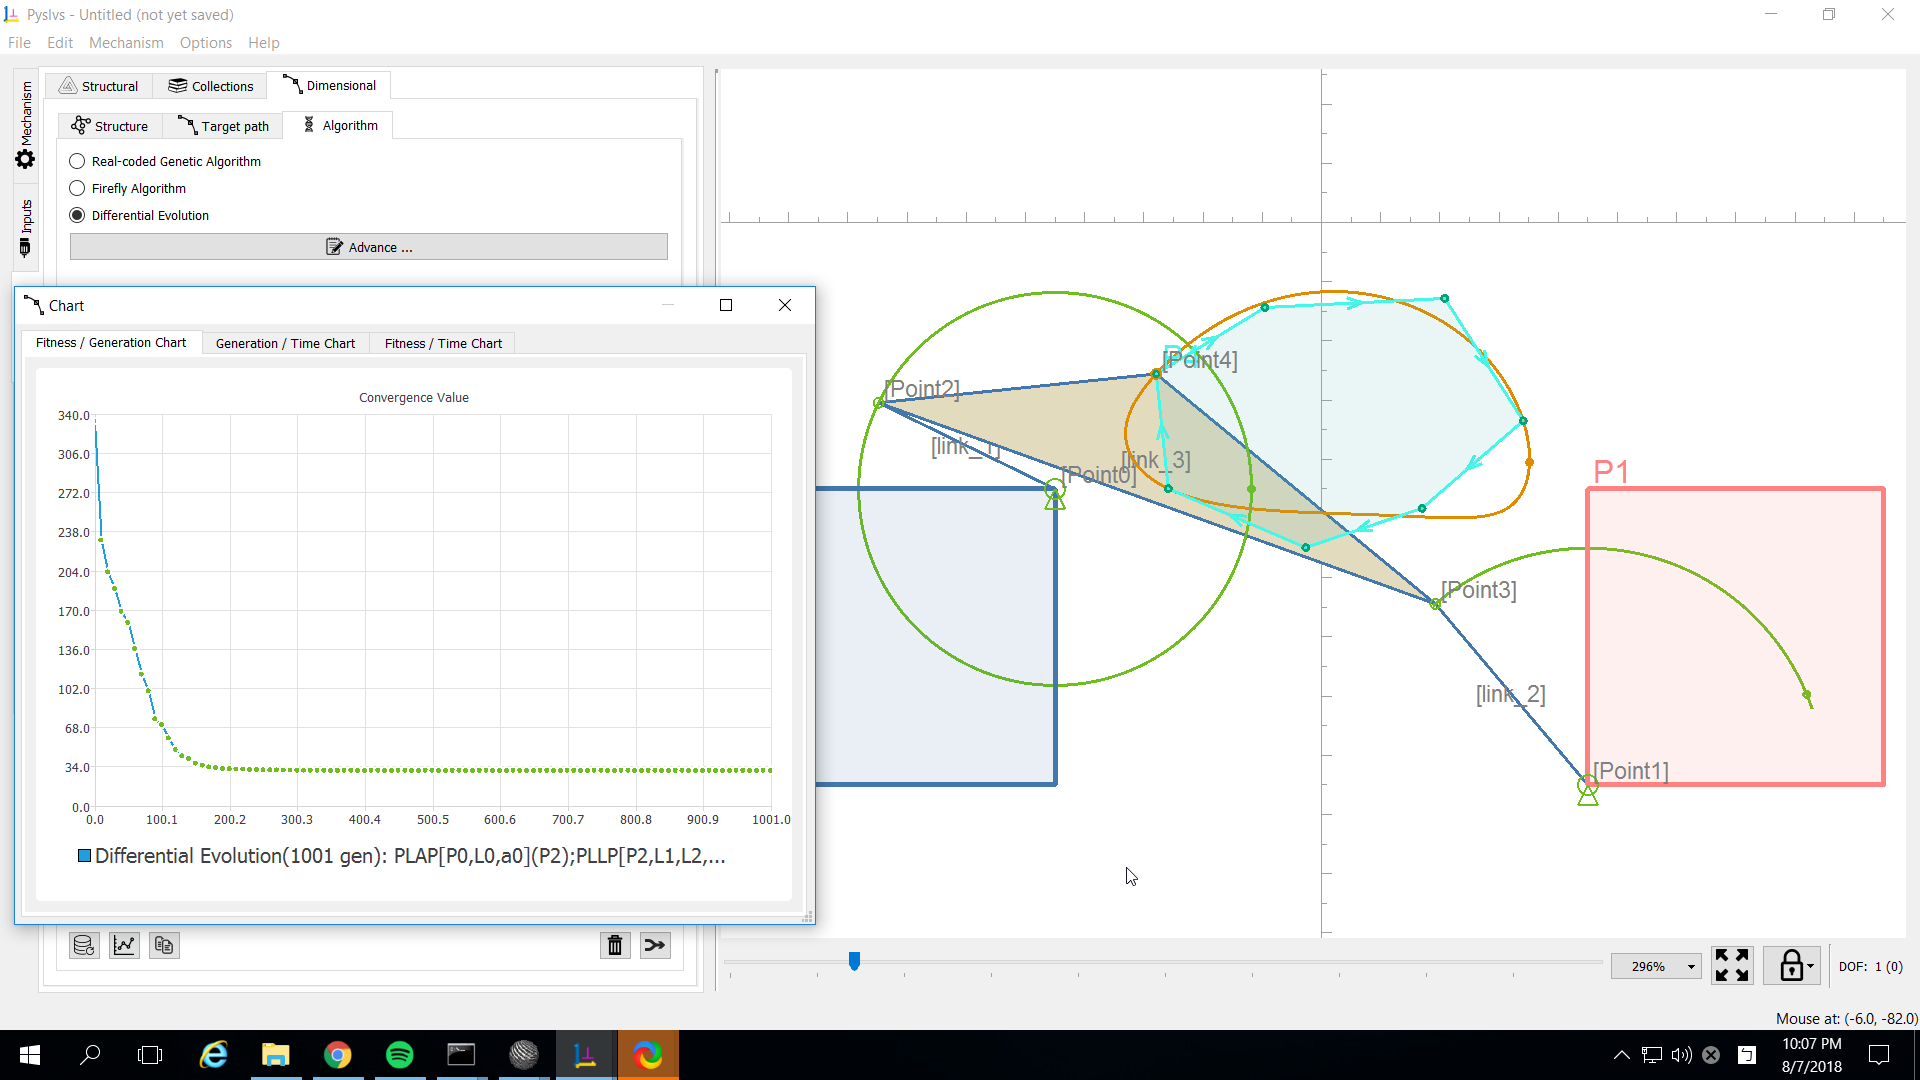 Pyslvs - Untitled (not yet saved)
File Edit Mechanism Options Help
Mechanism
Inputs
Structural Collections Dimensional
Structure Target path Algorithm
Real-coded Genetic Algorithm
Firefly Algorithm
Differential Evolution
Advance ...
Chart
Fitness / Generation Chart Generation / Time Chart Fitness / Time Chart
Convergence Value
340.0
306.0
272.0
238.0
204.0
170.0
136.0
102.0
68.0
34.0
0.0
0.0 100.1 200.2 300.3 400.4 500.5 600.6 700.7 800.8 900.9 1001.0
Differential Evolution(1001 gen): PLAP[P0,L0,a0](P2);PLLP[P2,L1,L2,...
[Point4]
[Point2]
[link_1]
[link_3]
[Point0]
P1
[Point3]
[link_2]
[Point1]
296%
DOF: 1 (0)
Mouse at: (-6.0, -82.0)
10:07 PM
8/7/2018